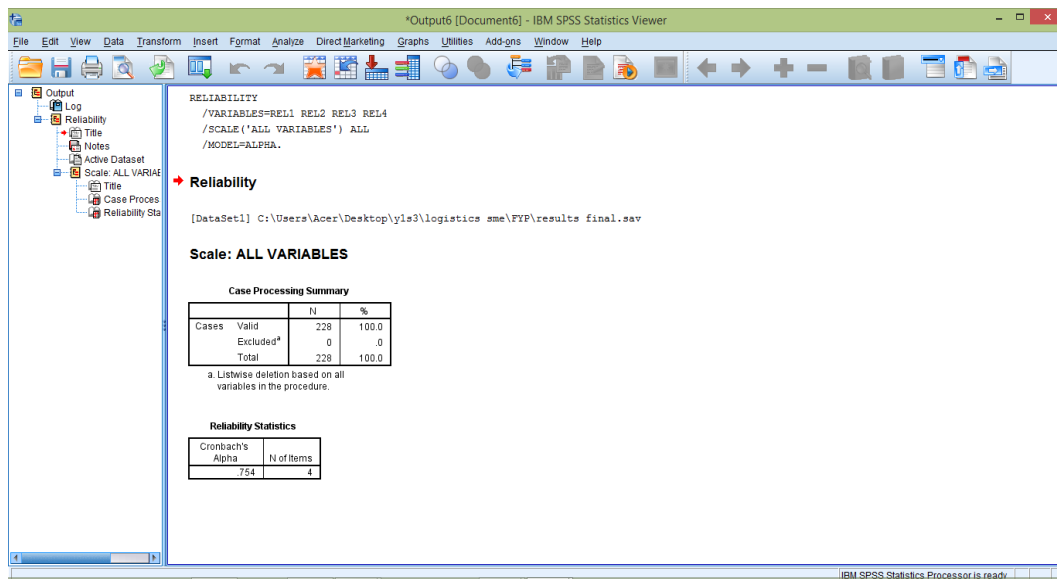 *Output6 [Document6] - IBM SPSS Statistics Viewer
File Edit View Data Transform Insert Format Analyze Direct Marketing Graphs Utilities Add-ons Window Help
Output
Log
Reliability
Title
Notes
Active Dataset
Scale: ALL VARIAE
Title
Case Proces
Reliability Sta
RELIABILITY
/VARIABLES=REL1 REL2 REL3 REL4
/SCALE('ALL VARIABLES') ALL
/MODEL=ALPHA.
Reliability
[DataSet1] C:\Users\Acer\Desktop\y1s3\logistics sme\FYP\results final.sav
Scale: ALL VARIABLES
Case Processing Summary
N %
Cases Valid 228 100.0
Excludedᵃ 0 .0
Total 228 100.0
a. Listwise deletion based on all
variables in the procedure.
Reliability Statistics
Cronbach's
Alpha N of Items
.754 4
IBM SPSS Statistics Processor is ready